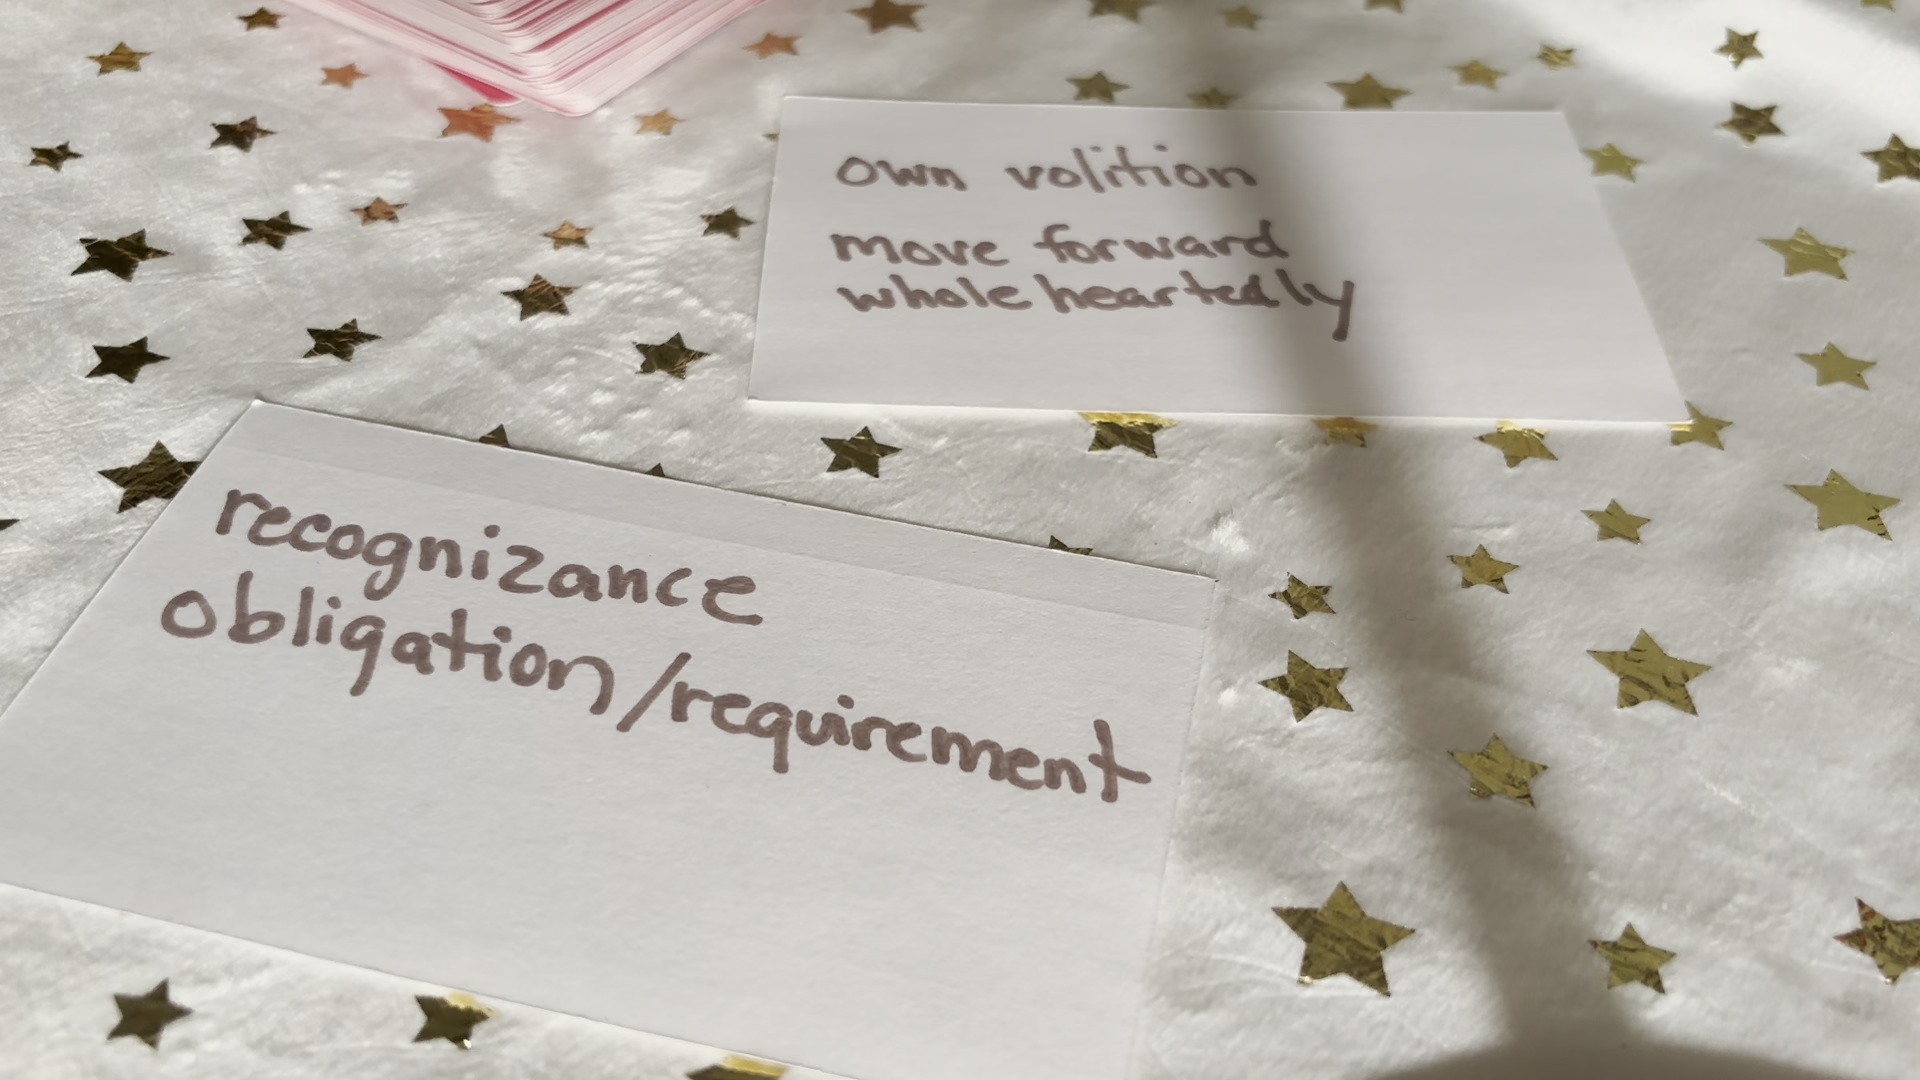 own volition
move forward
wholeheartedly
recognizance
obligation/requirement